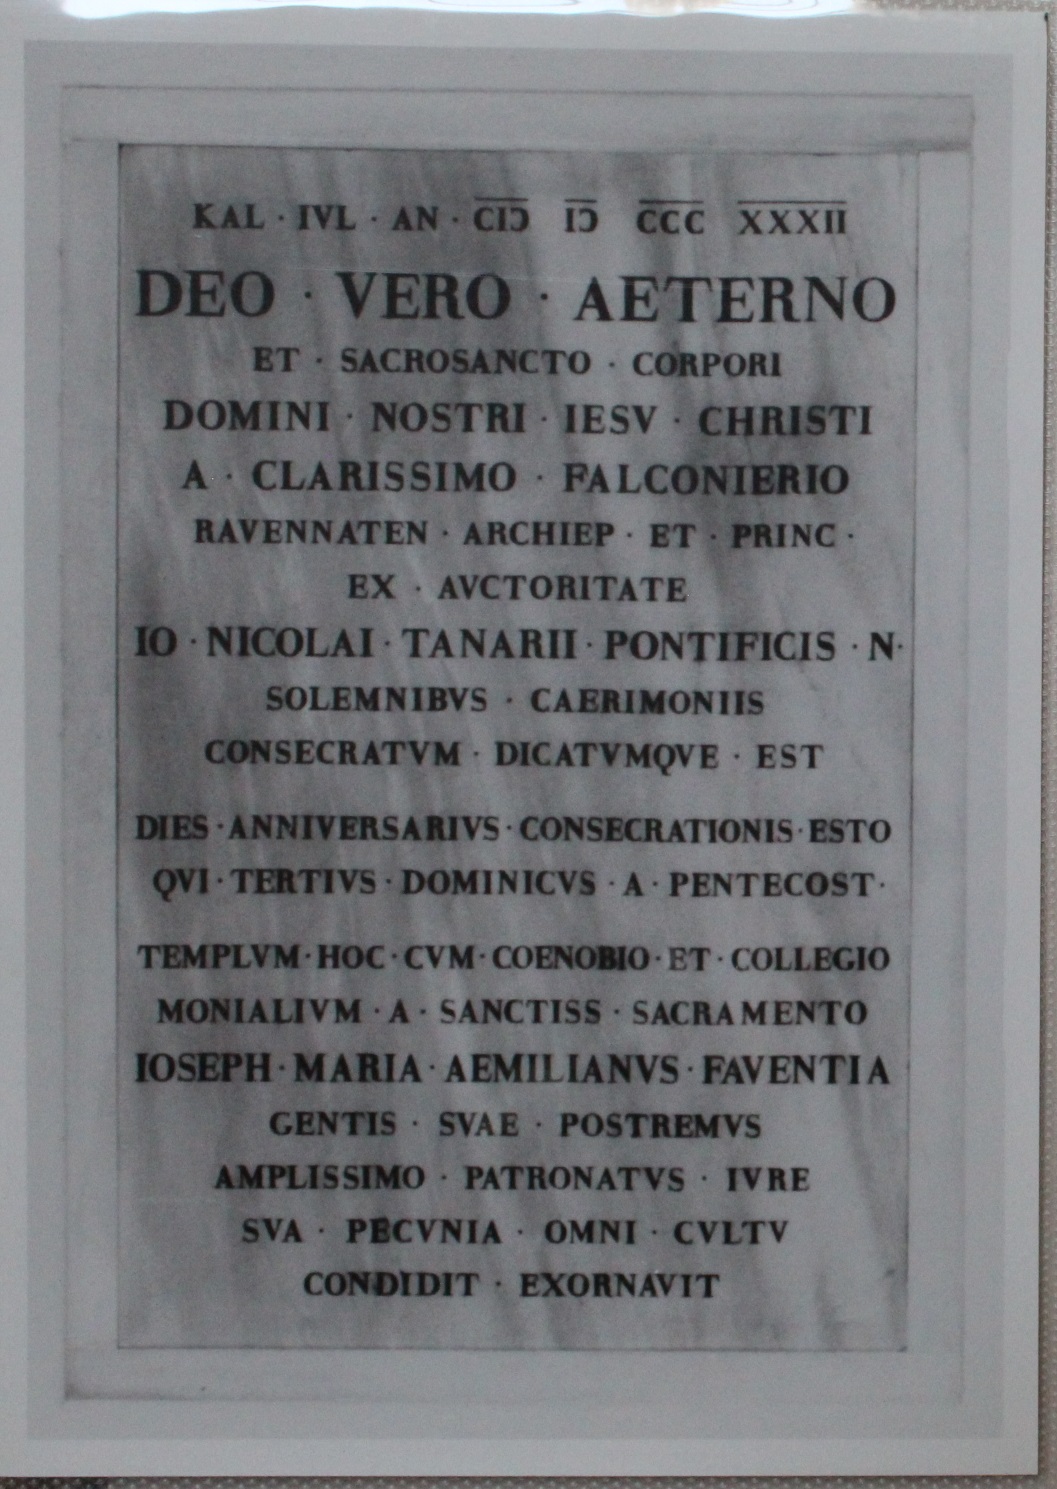 KAL · IVL · AN · CIↃ IↃ CCC XXXII
DEO · VERO · AETERNO
ET · SACROSANCTO · CORPORI
DOMINI · NOSTRI · IESV · CHRISTI
A · CLARISSIMO · FALCONIERIO
RAVENNATEN · ARCHIEP · ET · PRINC ·
EX · AVCTORITATE
IO · NICOLAI · TANARII · PONTIFICIS · N ·
SOLEMNIBVS · CAERIMONIIS
CONSECRATVM · DICATVMQVE · EST
DIES · ANNIVERSARIVS · CONSECRATIONIS · ESTO
QVI · TERTIVS · DOMINICVS · A · PENTECOST ·
TEMPLVM · HOC · CVM · COENOBIO · ET · COLLEGIO
MONIALIVM · A · SANCTISS · SACRAMENTO
IOSEPH · MARIA · AEMILIANVS · FAVENTIA
GENTIS · SVAE · POSTREMVS
AMPLISSIMO · PATRONATVS · IVRE
SVA · PECVNIA · OMNI · CVLTV
CONDIDIT · EXORNAVIT